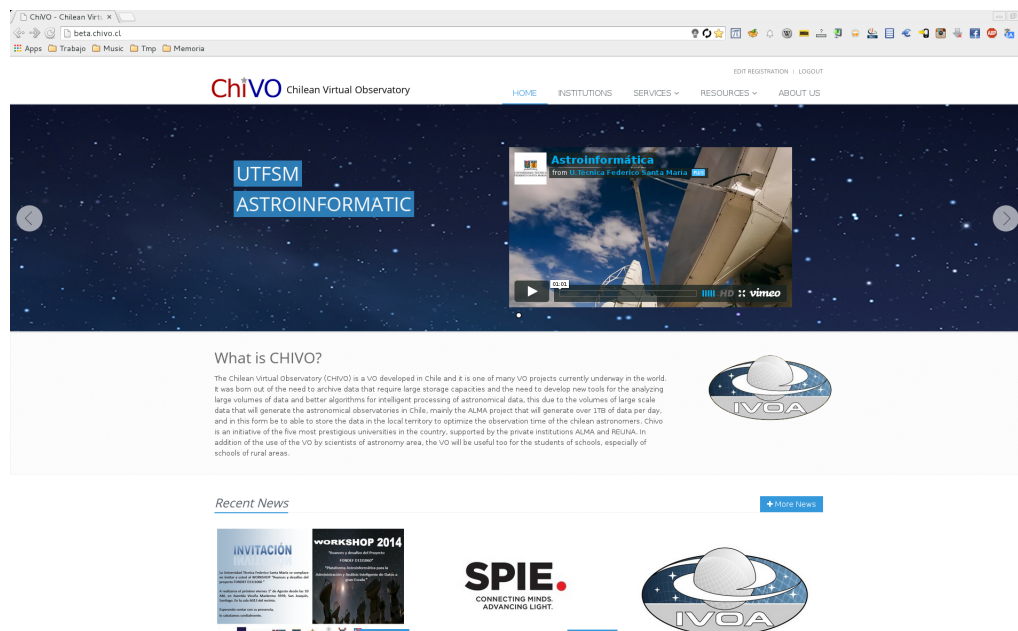 ChiVO - Chilean Virtu
beta.chivo.cl
Apps Trabajo Music Tmp Memoria
EDIT REGISTRATION | LOGOUT
ChiVO Chilean Virtual Observatory
HOME INSTITUTIONS SERVICES RESOURCES ABOUT US
UTFSM
ASTROINFORMATIC
Astroinformática
from U.Técnica Federico Santa María
01:01
HD vimeo
What is CHIVO?
The Chilean Virtual Observatory (CHIVO) is a VO developed in Chile and it is one of many VO projects currently underway in the world.
It was born out of the need to archive data that require large storage capacities and the need to develop new tools for the analyzing
large volumes of data and better algorithms for intelligent processing of astronomical data, this due to the volumes of large scale
data that will generate the astronomical observatories in Chile, mainly the ALMA project that will generate over 1TB of data per day,
and in this form be to able to store the data in the local territory to optimize the observation time of the chilean astronomers. Chivo
is an initiative of the five most prestigious universities in the country, supported by the private institutions ALMA and REUNA. In
addition of the use of the VO by scientists of astronomy area, the VO will be useful too for the students of schools, especially of
schools of rural areas.
IVOA
Recent News
+ More News
INVITACIÓN
WORKSHOP 2014
SPIE.
CONNECTING MINDS.
ADVANCING LIGHT.
IVOA